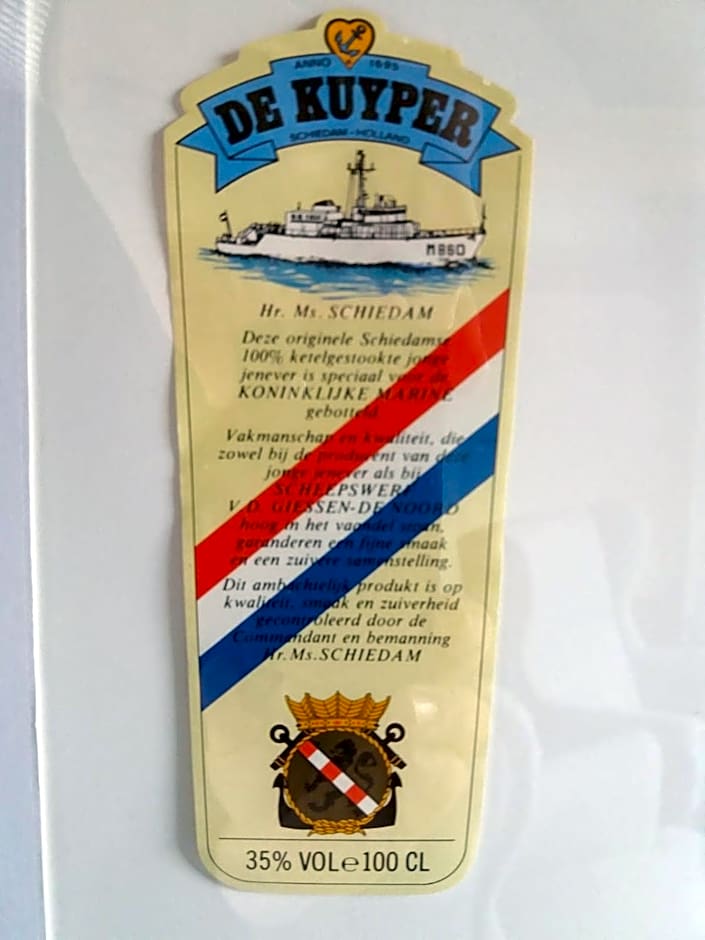 ANNO 1695
DE KUYPER
SCHIEDAM-HOLLAND
M860
Hr. Ms. SCHIEDAM
Deze originele Schiedamse
100% ketelgestookte jonge
jenever is speciaal voor de
KONINKLIJKE MARINE
gebotteld.
Vakmanschap en kwaliteit, die
zowel bij de producent van deze
jonge jenever als bij
SCHEEPSWERF
V.D. GIESSEN-DE NOORD
hoog in het vaandel staan,
garanderen een fijne smaak
en een zuivere samenstelling.
Dit ambachtelijk produkt is op
kwaliteit, smaak en zuiverheid
gecontroleerd door de
Commandant en bemanning
Hr. Ms. SCHIEDAM
35% VOL e 100 CL